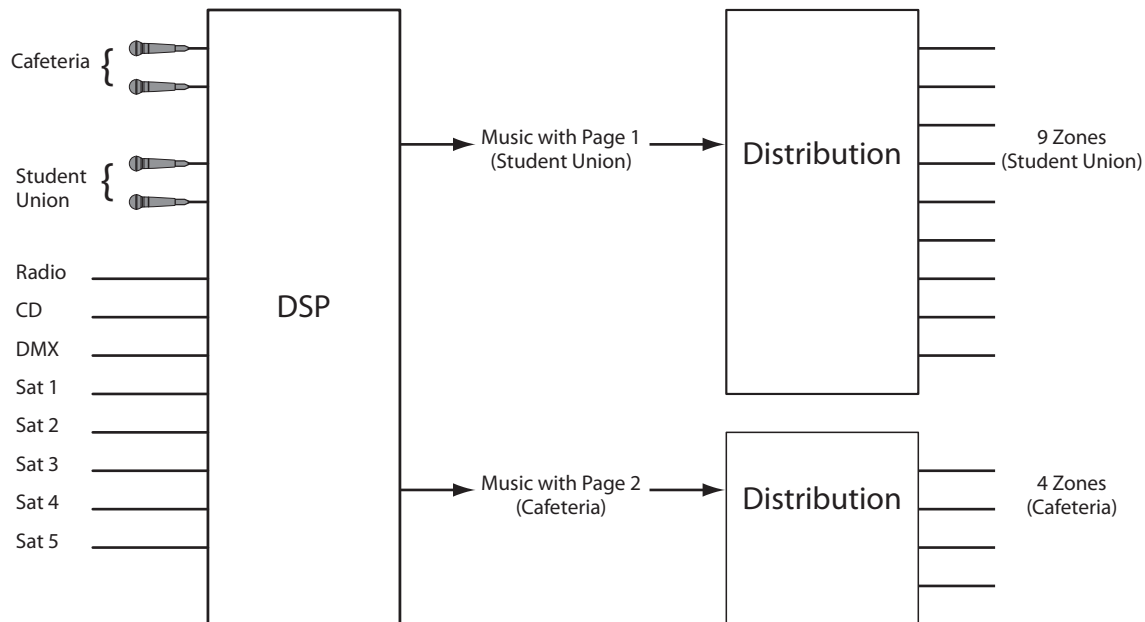 Cafeteria
Student
Union
Radio
CD
DMX
Sat 1
Sat 2
Sat 3
Sat 4
Sat 5
DSP
Music with Page 1
(Student Union)
Music with Page 2
(Cafeteria)
Distribution
9 Zones
(Student Union)
Distribution
4 Zones
(Cafeteria)